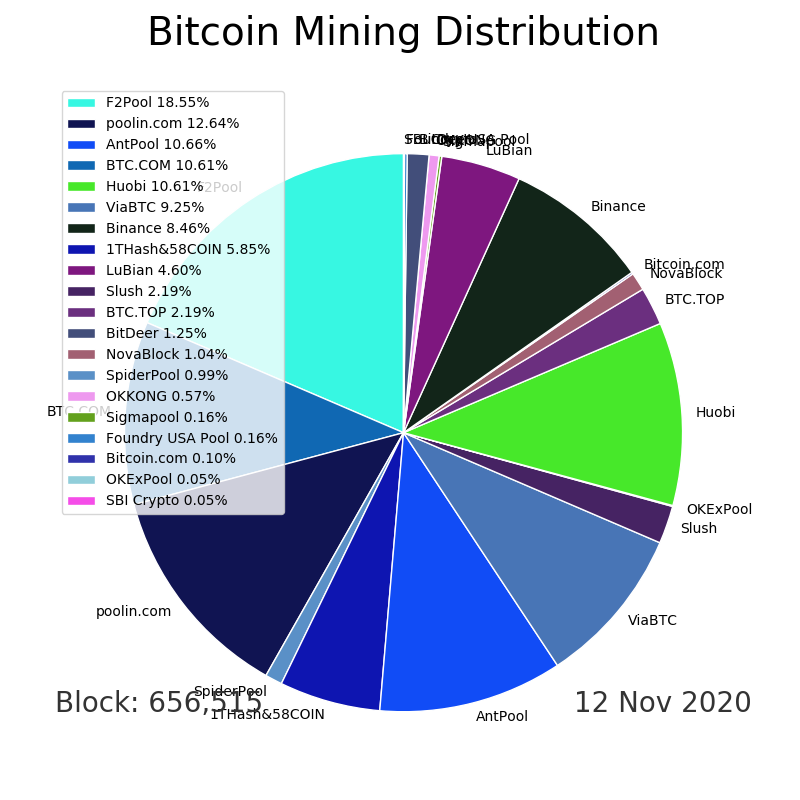 Bitcoin Mining Distribution
F2Pool 18.55%
poolin.com 12.64%
AntPool 10.66%
BTC.COM 10.61%
Huobi 10.61%
ViaBTC 9.25%
Binance 8.46%
1THash&58COIN 5.85%
LuBian 4.60%
Slush 2.19%
BTC.TOP 2.19%
BitDeer 1.25%
NovaBlock 1.04%
SpiderPool 0.99%
OKKONG 0.57%
Sigmapool 0.16%
Foundry USA Pool 0.16%
Bitcoin.com 0.10%
OKExPool 0.05%
SBI Crypto 0.05%
LuBian
F2Pool
Binance
Bitcoin.com
NovaBlock
BTC.TOP
BTC.COM
Huobi
OKExPool
Slush
poolin.com
ViaBTC
SpiderPool
1THash&58COIN
AntPool
Block: 656,515
12 Nov 2020